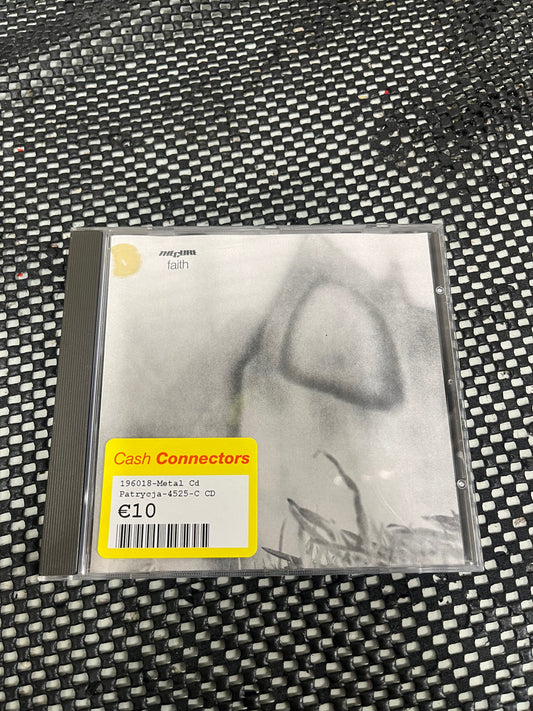 THE CURE
faith
Cash Connectors
196018-Metal Cd
Patrycja-4525-C CD
€10